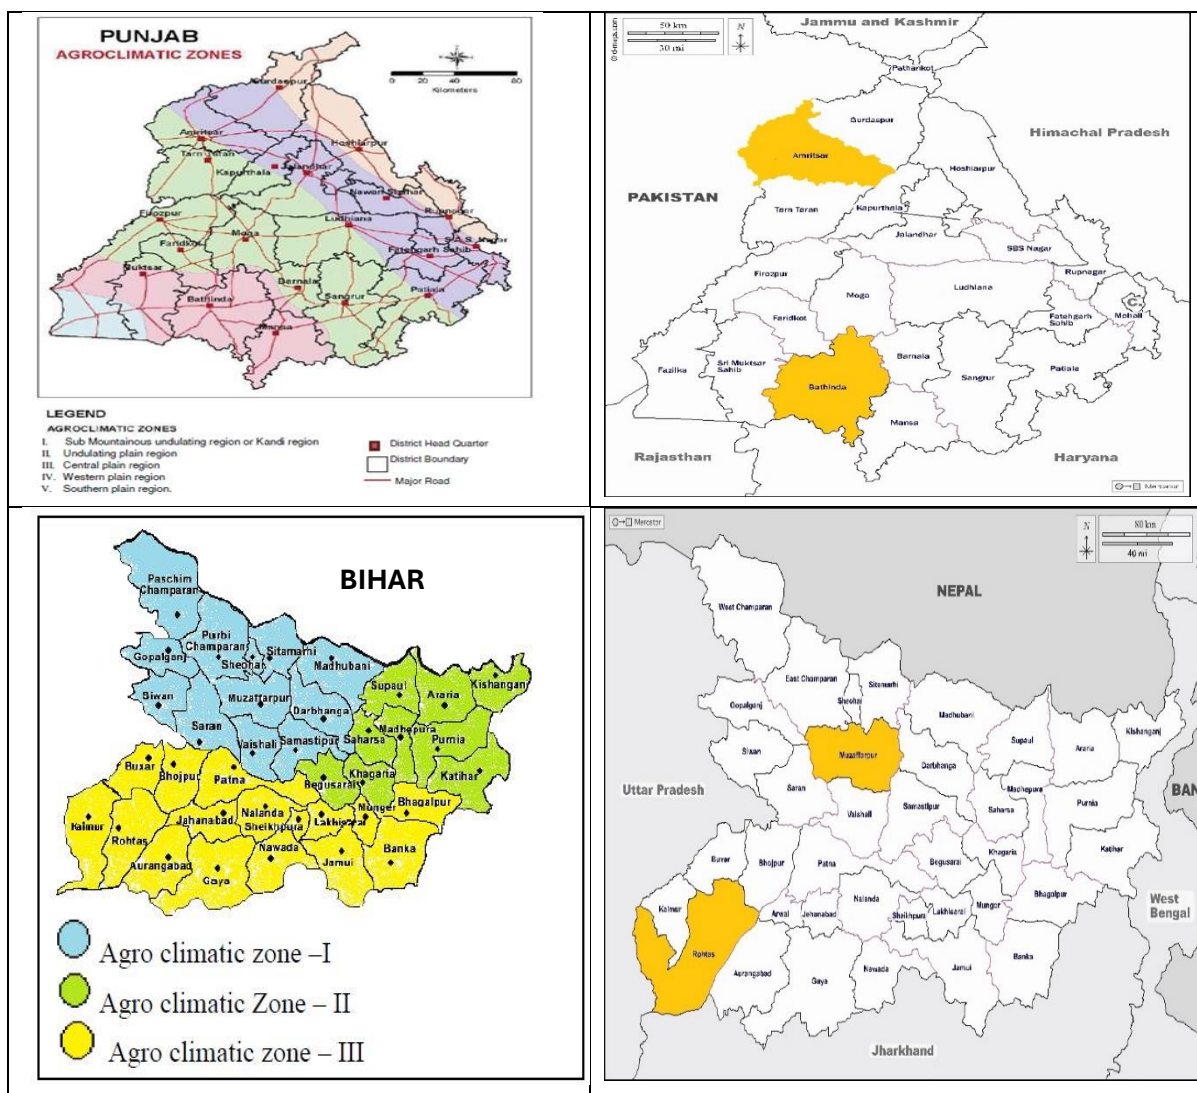 PUNJAB
AGROCLIMATIC ZONES
0 20 40 80
Kilometers
Gurdaspur
Amritsar
Hoshiarpur
Tarn Taran
Kapurthala
Jalandhar
Nawan Shahar
Firozpur
Ludhiana
Rupnagar
Moga
Faridkot
S.A.S. Nagar
Fatehgarh Sahib
Muktsar
Barnala
Patiala
Bathinda
Sangrur
Mansa
LEGEND
AGROCLIMATIC ZONES
I. Sub Mountainous undulating region or Kandi region
II. Undulating plain region
III. Central plain region
IV. Western plain region
V. Southern plain region.
District Head Quarter
District Boundary
Major Road
50 km
30 mi
N
© d-maps.com
Jammu and Kashmir
Pathankot
Gurdaspur
Himachal Pradesh
Amritsar
Hoshiarpur
PAKISTAN
Tarn Taran
Kapurthala
Jalandhar
SBS Nagar
Firozpur
Rupnagar
Ludhiana
Moga
C.
Faridkot
Fatehgarh
Sahib
Mohali
Fazilka
Sri Muktsar
Sahib
Barnala
Bathinda
Sangrur
Patiala
Mansa
Rajasthan
Haryana
Mercator
BIHAR
Paschim
Champaran
Purbi
Champaran
Gopalganj
Sheohar
Sitamarhi
Madhubani
Siwan
Muzaffarpur
Supaul
Araria
Kishanganj
Saran
Darbhanga
Madhepura
Vaishali
Samastipur
Saharsa
Purnia
Buxar
Bhojpur
Patna
Begusarai
Khagaria
Katihar
Kaimur
Rohtas
Jahanabad
Nalanda
Sheikhpura
Lakhisarai
Munger
Bhagalpur
Aurangabad
Gaya
Nawada
Jamui
Banka
Agro climatic zone –I
Agro climatic Zone – II
Agro climatic zone – III
Mercator
N
80 km
40 mi
NEPAL
West Champaran
East Champaran
Sitamarhi
Gopalganj
Madhubani
Kishanganj
Siwan
Muzaffarpur
Supaul
Araria
Darbhanga
Uttar Pradesh
Saran
Madhepura
BAN
Vaishali
Samastipur
Saharsa
Purnia
Buxar
Bhojpur
Patna
Begusarai
Khagaria
Katihar
Kaimur
Arwal
Jehanabad
Nalanda
Sheikhpura
Lakhisarai
Munger
Bhagalpur
West
Bengal
Rohtas
Aurangabad
Gaya
Nawada
Jamui
Banka
Jharkhand